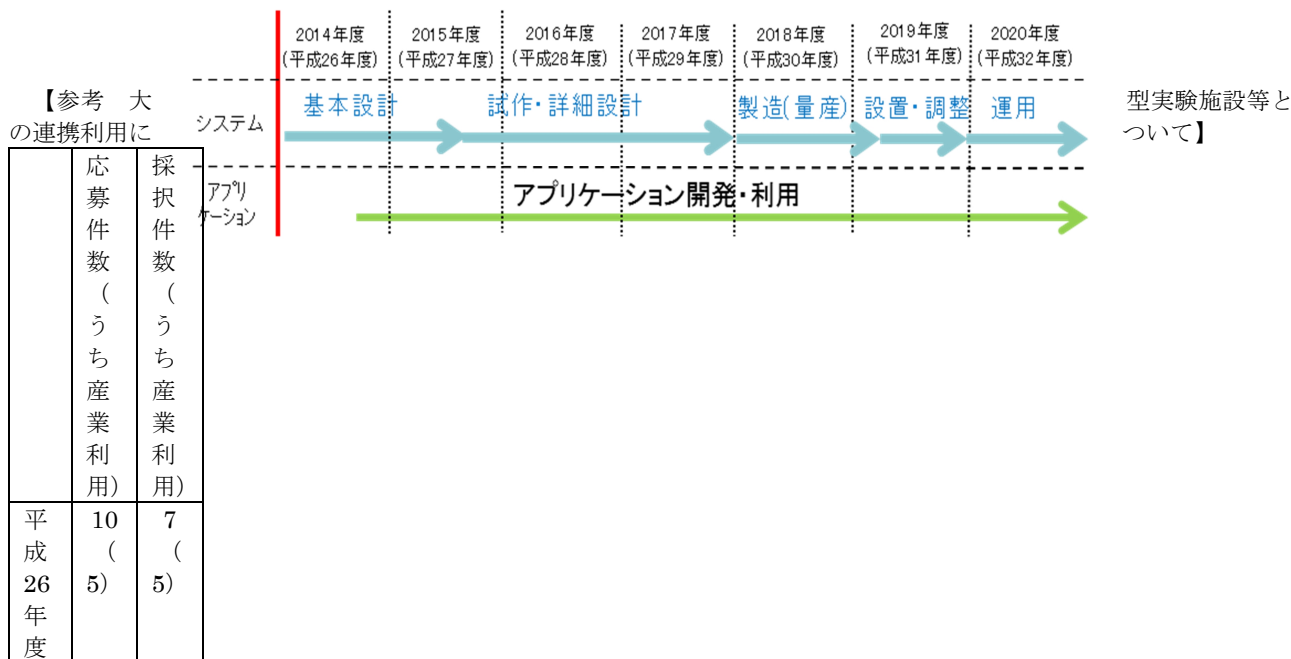 2014年度 2015年度 2016年度 2017年度 2018年度 2019年度 2020年度
(平成26年度) (平成27年度) (平成28年度) (平成29年度) (平成30年度) (平成31年度) (平成32年度)
システム 基本設計 試作・詳細設計 製造(量産) 設置・調整 運用
アプリケーション アプリケーション開発・利用
【参考 大型実験施設等と
の連携利用について】
応募件数(うち産業利用) 採択件数(うち産業利用)
平成26年度 10(5) 7(5)